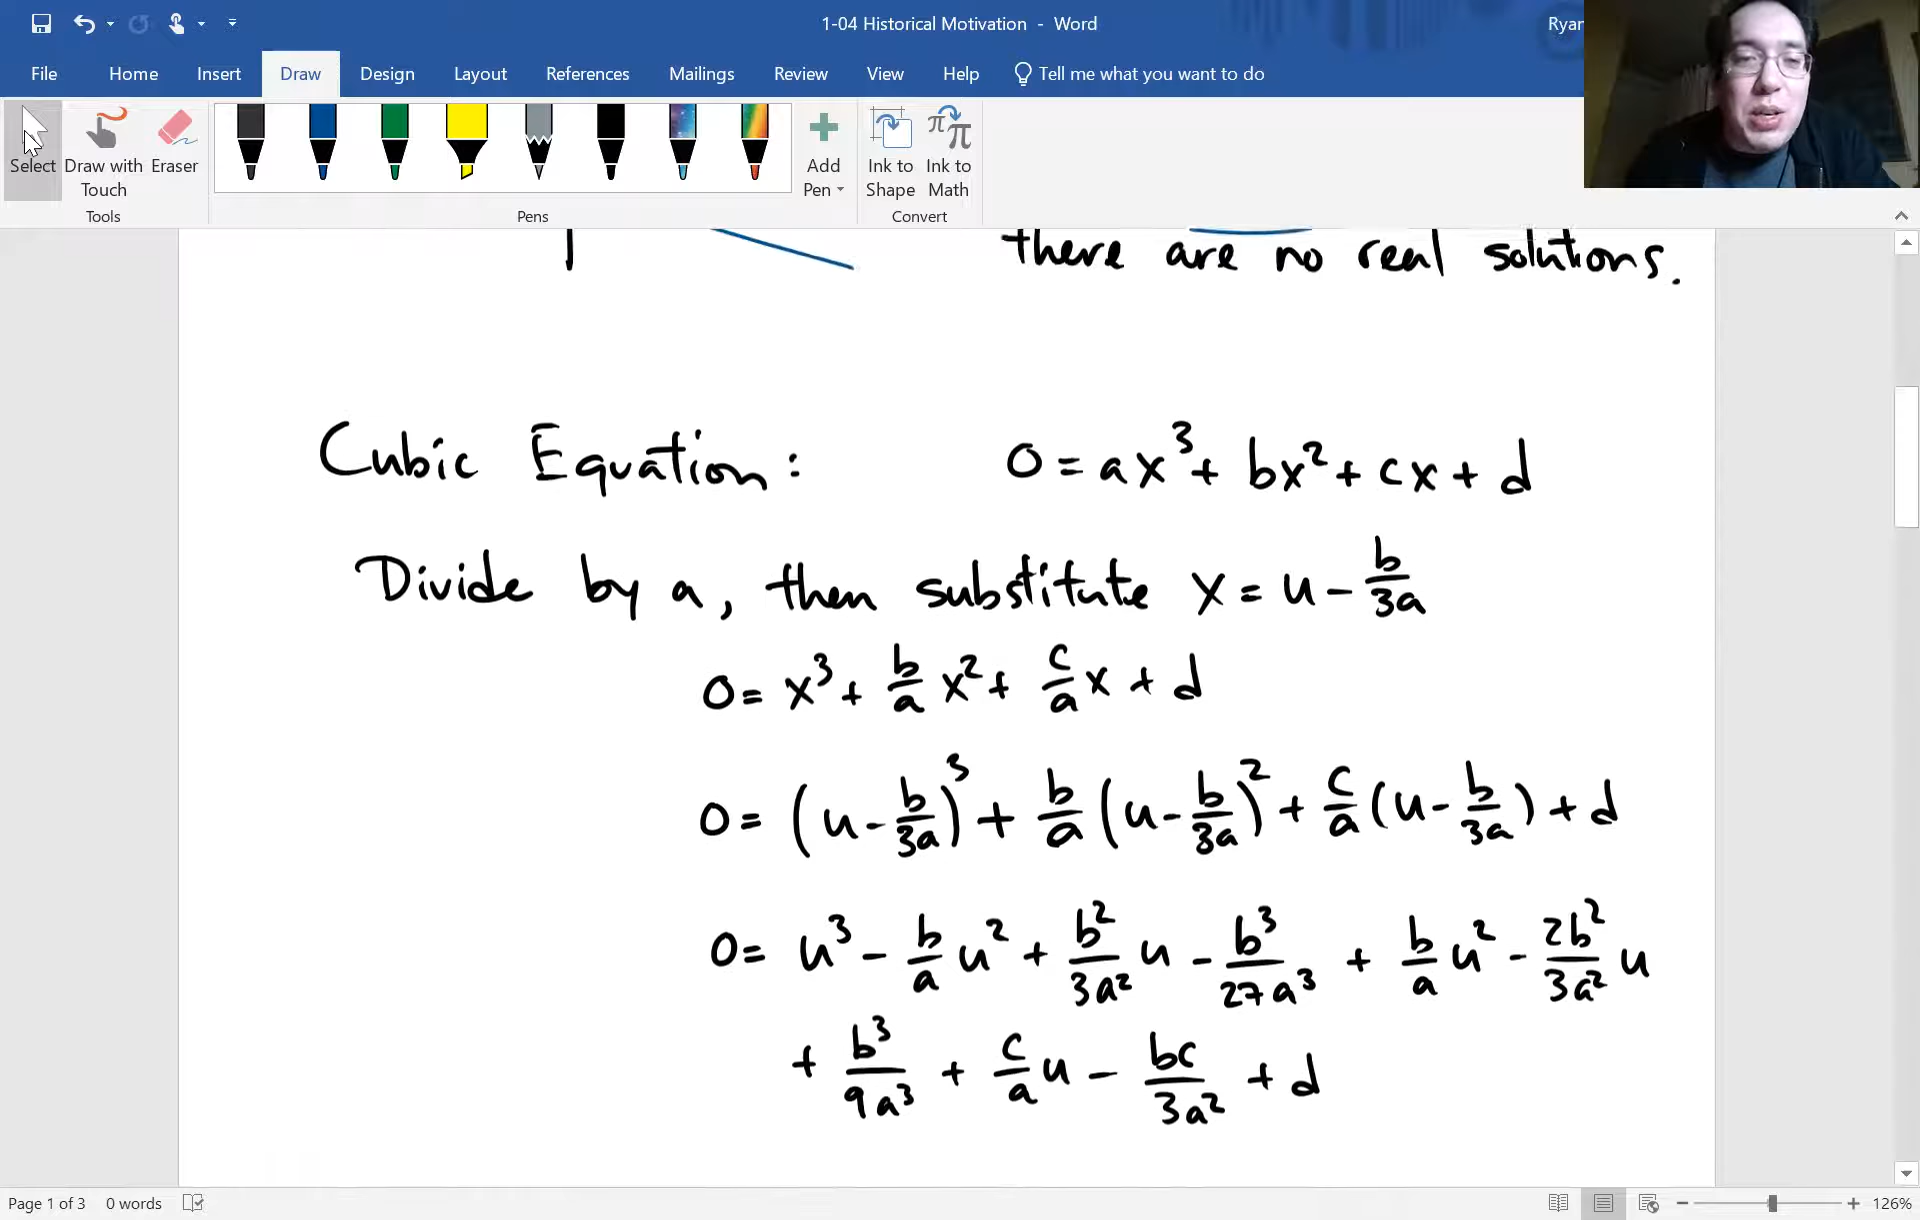 1-04 Historical Motivation - Word
Ryan
File Home Insert Draw Design Layout References Mailings Review View Help Tell me what you want to do
Select Draw with Touch Eraser Add Pen Ink to Shape Ink to Math
Tools Pens Convert
there are no real solutions.
Cubic Equation: 0 = ax³ + bx² + cx + d
Divide by a, then substitute x = u - b/3a
0 = x³ + b/a x² + c/a x + d
0 = (u - b/3a)³ + b/a (u - b/3a)² + c/a (u - b/3a) + d
0 = u³ - b/a u² + b²/3a² u - b³/27a³ + b/a u² - 2b²/3a² u
+ b³/9a³ + c/a u - bc/3a² + d
Page 1 of 3 0 words 126%